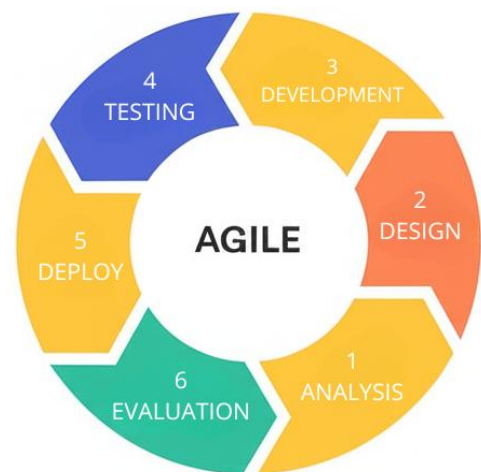 AGILE
1
ANALYSIS
2
DESIGN
3
DEVELOPMENT
4
TESTING
5
DEPLOY
6
EVALUATION